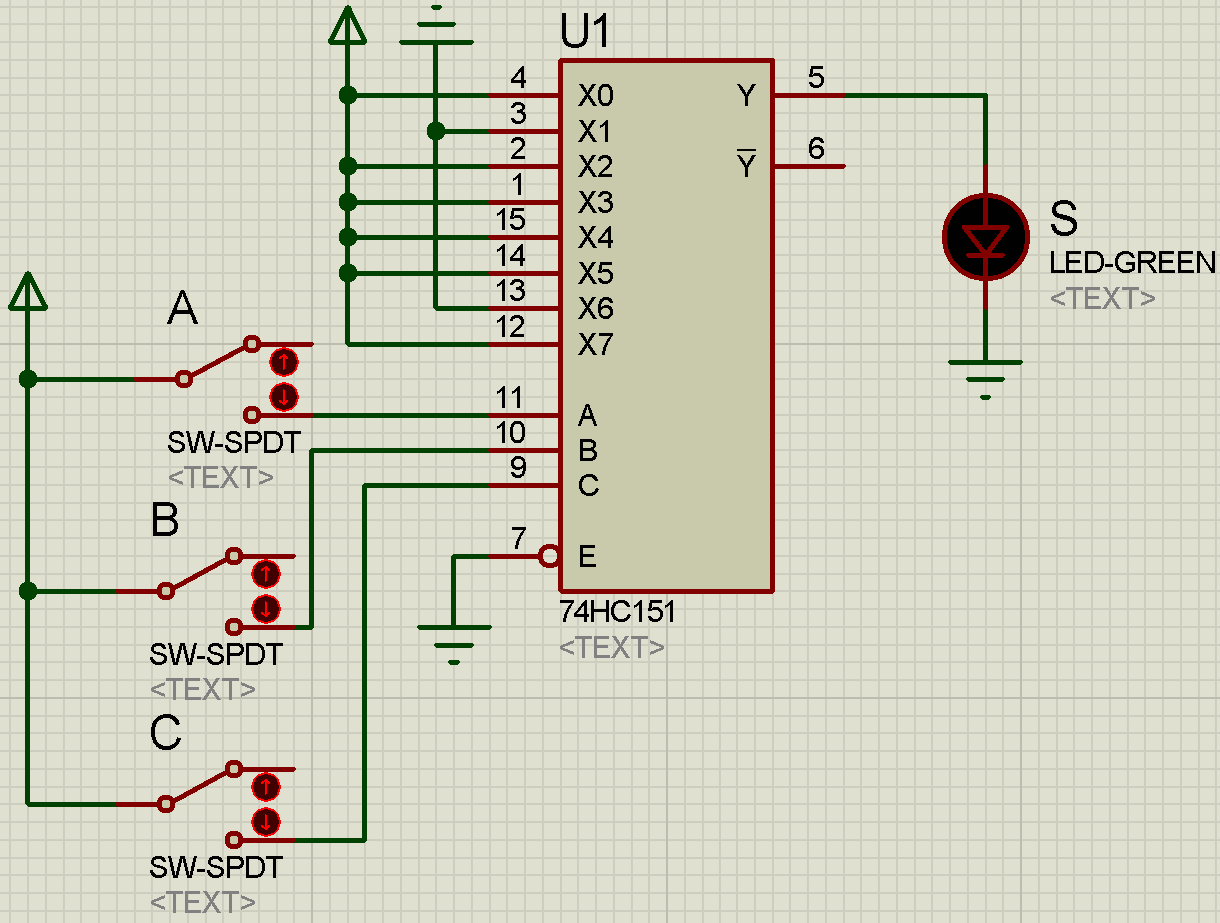 U1
4 X0 Y 5
3 X1
2 X2 Y 6
1 X3
15 X4
14 X5
13 X6
12 X7
11 A
10 B
9 C
7 E
74HC151
<TEXT>
S
LED-GREEN
<TEXT>
A
SW-SPDT
<TEXT>
B
SW-SPDT
<TEXT>
C
SW-SPDT
<TEXT>